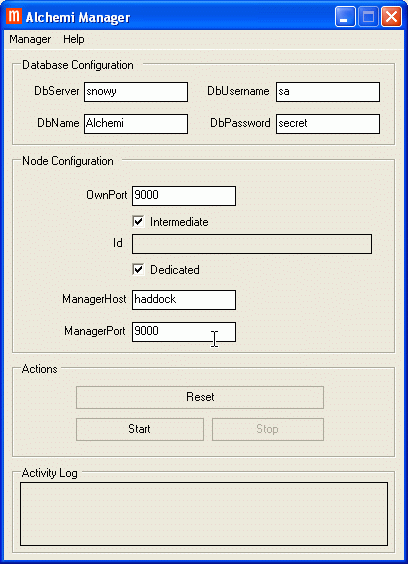 Alchemi Manager
Manager Help
Database Configuration
DbServer snowy DbUsername sa
DbName Alchemi DbPassword secret
Node Configuration
OwnPort 9000
Intermediate
Id
Dedicated
ManagerHost haddock
ManagerPort 9000
Actions
Reset
Start Stop
Activity Log